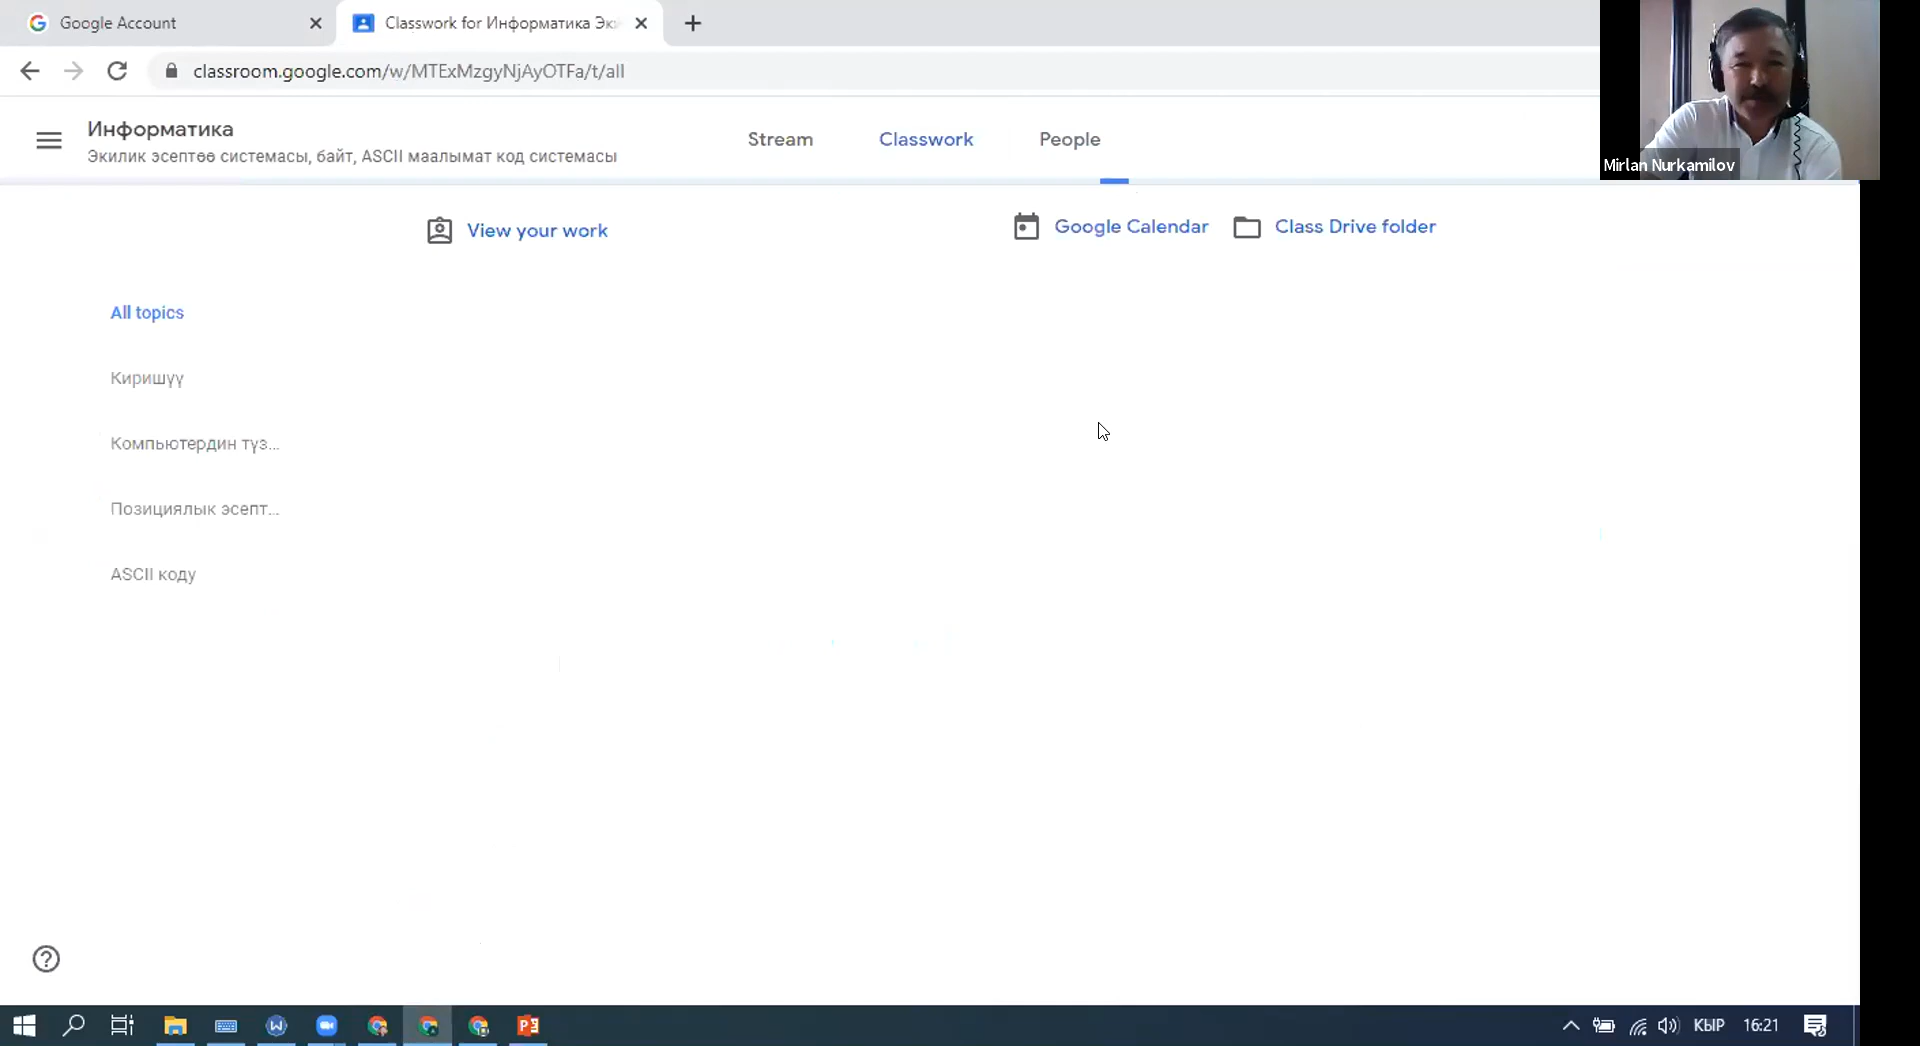 Google Account
Classwork for Информатика Эки
classroom.google.com/w/MTExMzgyNjAyOTFa/t/all
Информатика
Экилик эсептөө системасы, байт, ASCII маалымат код системасы
Stream
Classwork
People
Mirlan Nurkamilov
View your work
Google Calendar
Class Drive folder
All topics
Киришүү
Компьютердин түз...
Позициялык эсепт...
ASCII коду
КЫР
16:21